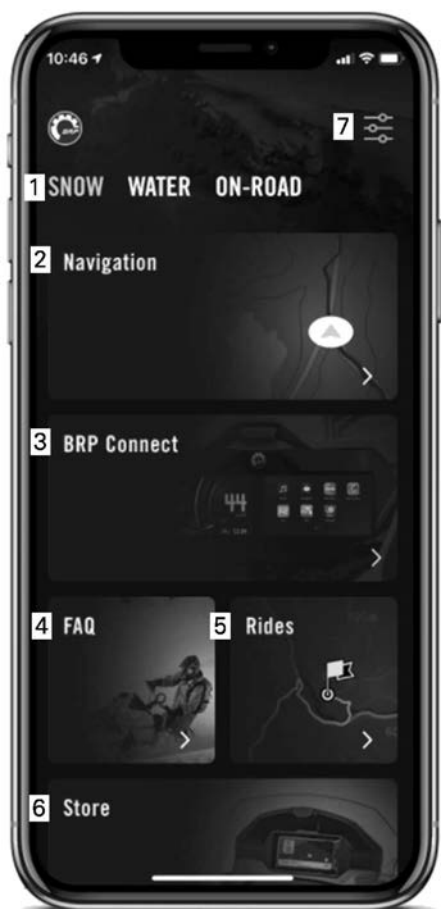 10:46
7
1 SNOW WATER ON-ROAD
2 Navigation
3 BRP Connect
44
4 FAQ
5 Rides
6 Store